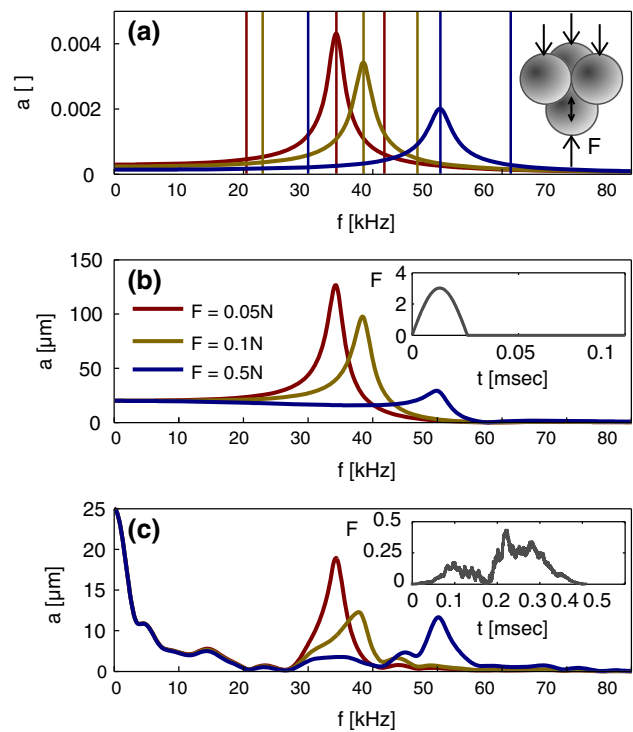 (a)
0.004
0.002
0
a [ ]
F
0 10 20 30 40 50 60 70 80
f [kHz]
(b)
150
100
50
0
a [µm]
F = 0.05N
F = 0.1N
F = 0.5N
F
4
2
0
0 0.05 0.1
t [msec]
0 10 20 30 40 50 60 70 80
f [kHz]
(c)
25
20
15
10
0
a [µm]
F
0.5
0.25
0
0 0.1 0.2 0.3 0.4 0.5
t [msec]
0 10 20 30 40 50 60 70 80
f [kHz]